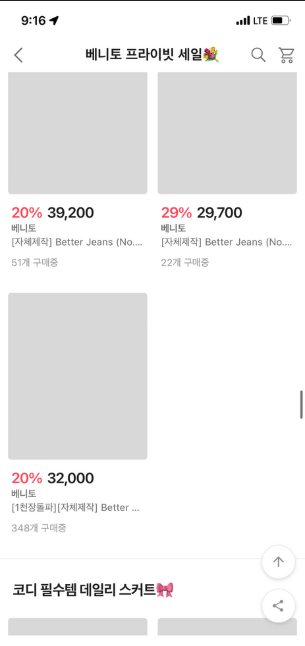 9:16
LTE
베니토 프라이빗 세일💐
20% 39,200
베니토
[자체제작] Better Jeans (No....
51개 구매중
29% 29,700
베니토
[자체제작] Better Jeans (No....
22개 구매중
20% 32,000
베니토
[1천장돌파][자체제작] Better ...
348개 구매중
코디 필수템 데일리 스커트🎀